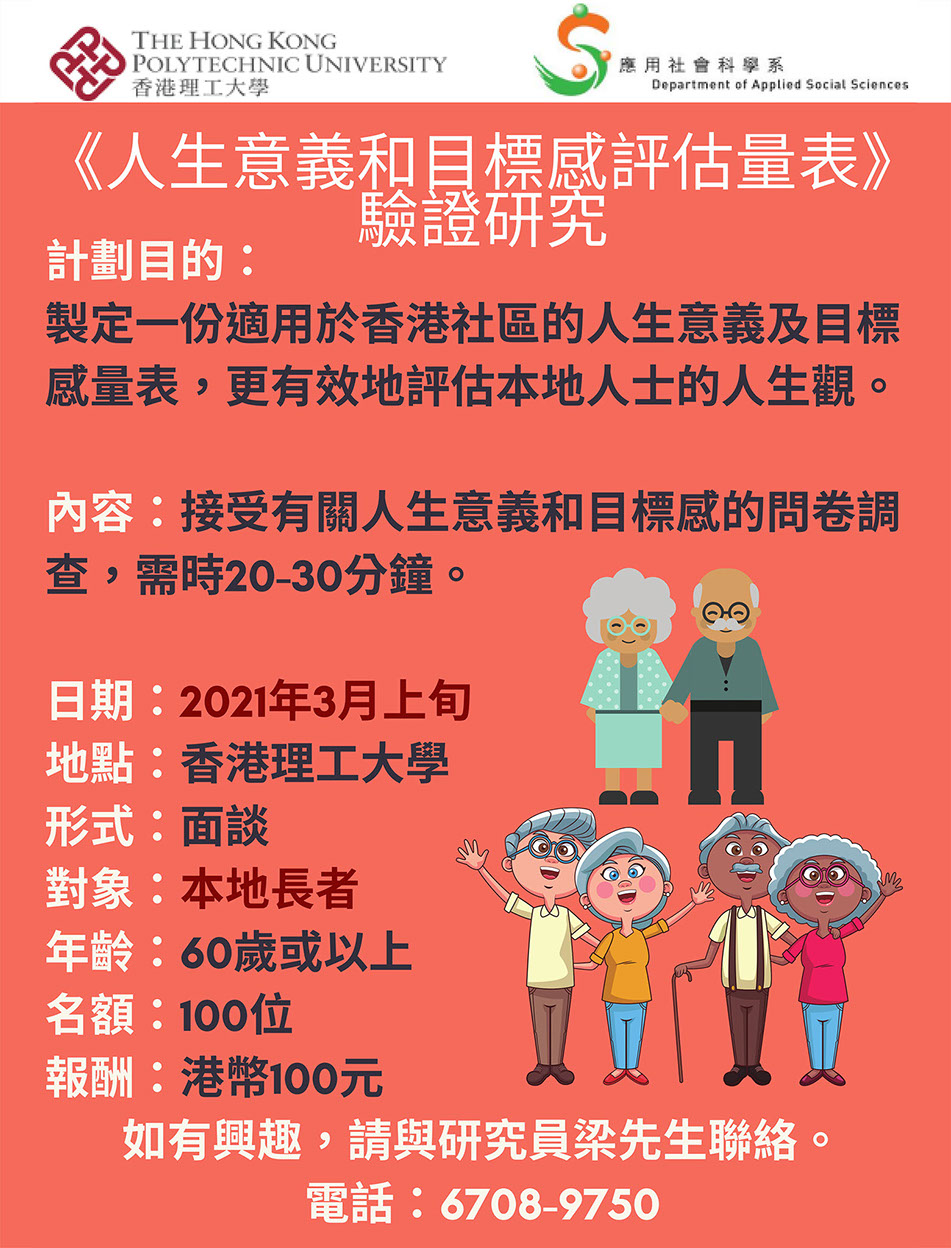 THE HONG KONG
POLYTECHNIC UNIVERSITY
香港理工大學
應用社會科學系
Department of Applied Social Sciences
《人生意義和目標感評估量表》
驗證研究
計劃目的：
製定一份適用於香港社區的人生意義及目標
感量表，更有效地評估本地人士的人生觀。
內容：接受有關人生意義和目標感的問卷調
查，需時20-30分鐘。
日期：2021年3月上旬
地點：香港理工大學
形式：面談
對象：本地長者
年齡：60歲或以上
名額：100位
報酬：港幣100元
如有興趣，請與研究員梁先生聯絡。
電話：6708-9750